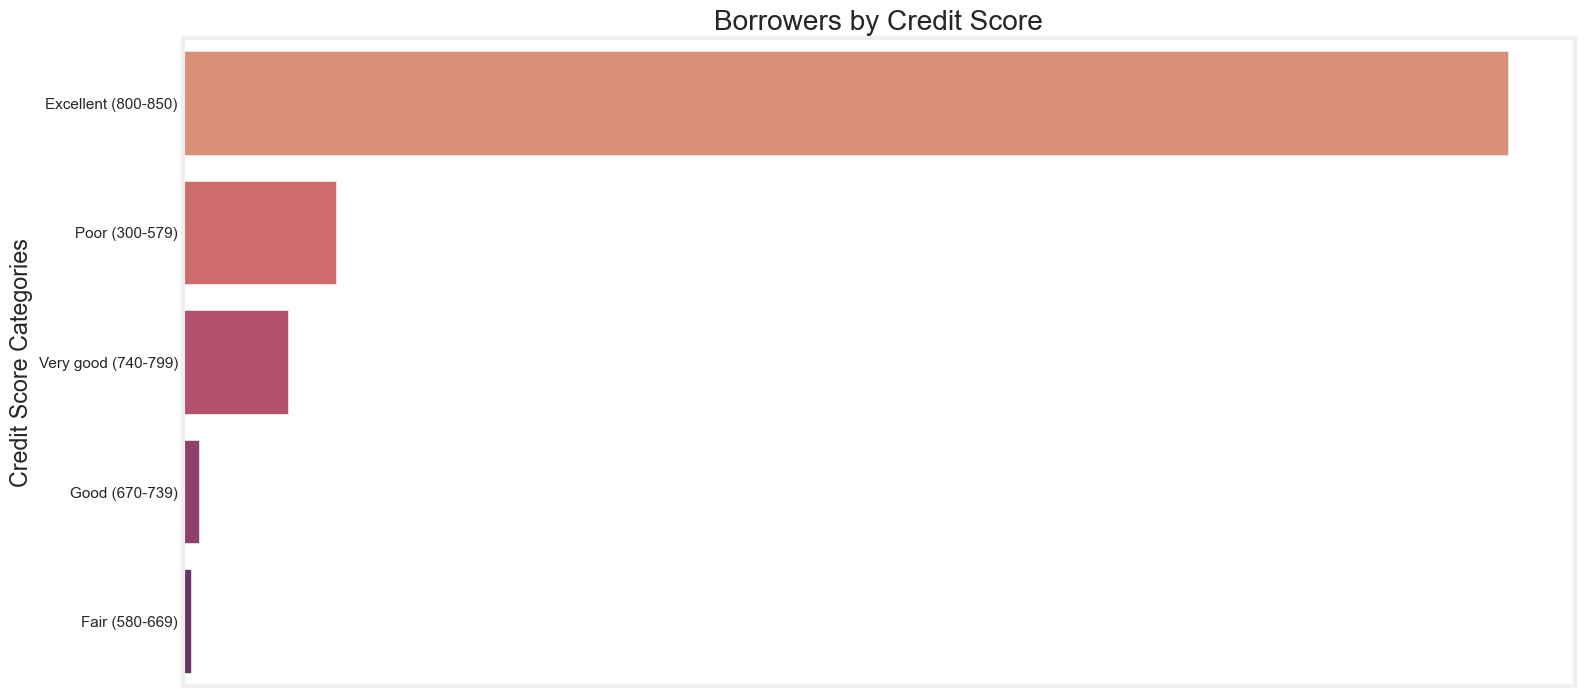 Borrowers by Credit Score
Credit Score Categories
Excellent (800-850)
Poor (300-579)
Very good (740-799)
Good (670-739)
Fair (580-669)